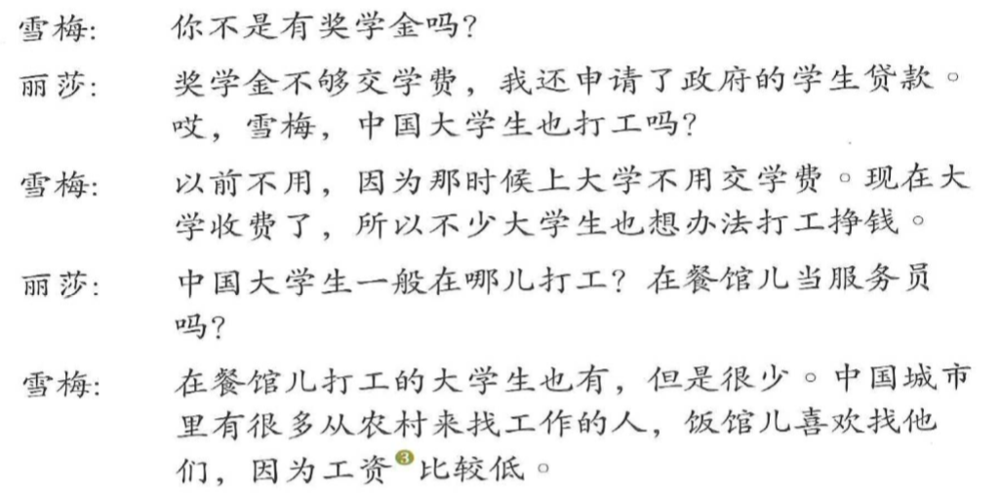 雪梅: 你不是有奖学金吗?
丽莎: 奖学金不够交学费，我还申请了政府的学生贷款。
哎，雪梅，中国大学生也打工吗?
雪梅: 以前不用，因为那时候上大学不用交学费。现在大
学收费了，所以不少大学生也想办法打工挣钱。
丽莎: 中国大学生一般在哪儿打工? 在餐馆儿当服务员
吗?
雪梅: 在餐馆儿打工的大学生也有，但是很少。中国城市
里有很多从农村来找工作的人，饭馆儿喜欢找他
们，因为工资③比较低。